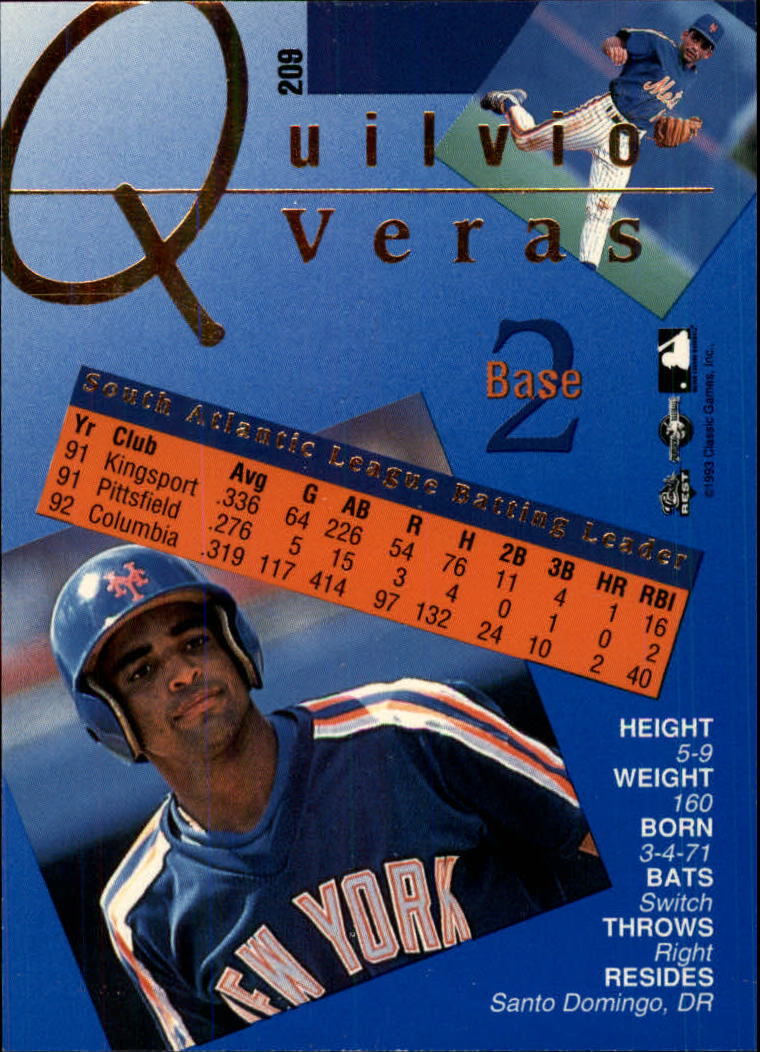 209
Quilvio
Veras
Mets
2
Base
©1993 Classic Games, Inc.
South Atlantic League Batting Leader
Yr Club Avg G AB R H 2B 3B HR RBI
91 Kingsport .336 64 226 54 76 11 4 1 16
91 Pittsfield .276 5 15 3 4 0 1 0 2
92 Columbia .319 117 414 97 132 24 10 2 40
NY
EW YORK
HEIGHT
5-9
WEIGHT
160
BORN
3-4-71
BATS
Switch
THROWS
Right
RESIDES
Santo Domingo, DR
BEST